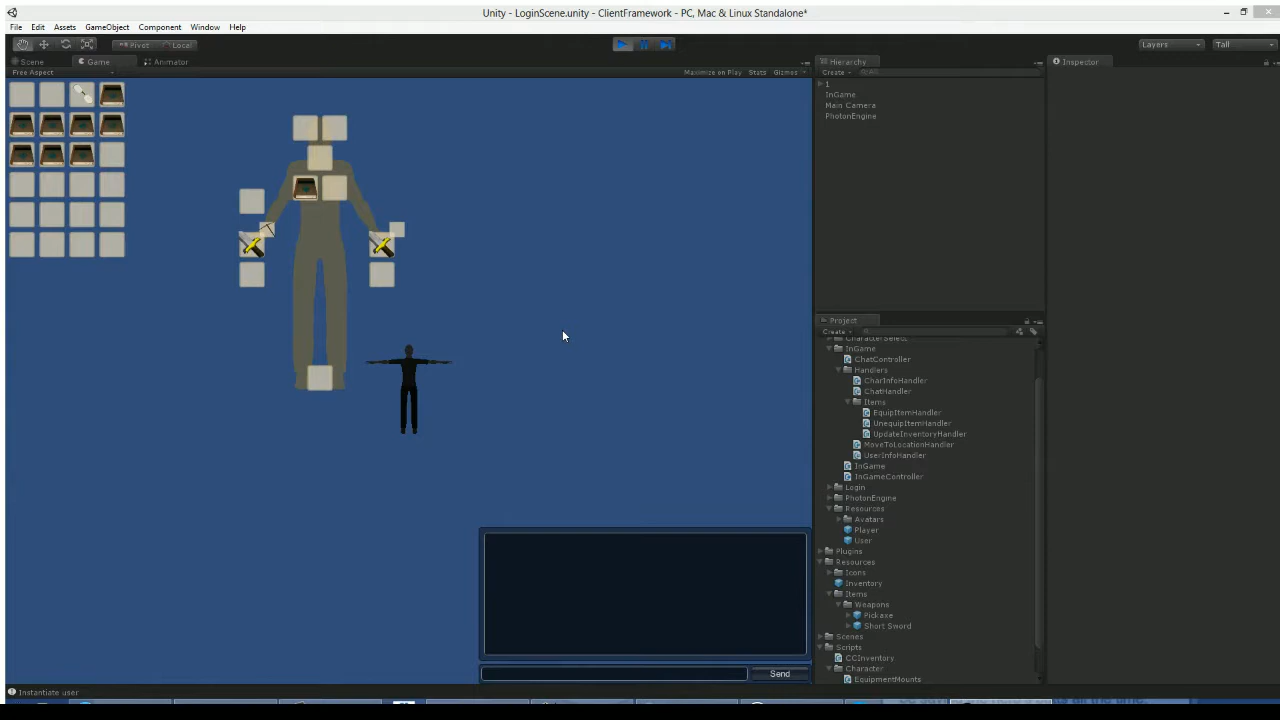 Unity - LoginScene.unity - ClientFramework - PC, Mac & Linux Standalone*
File Edit Assets GameObject Component Window Help
Pivot Local Layers Tall
Scene Game Animator
Free Aspect Maximize on Play Stats Gizmos
Hierarchy
Create All
1
InGame
Main Camera
PhotonEngine
Inspector
Project
Create
CharacterSelect
InGame
ChatController
Handlers
CharInfoHandler
ChatHandler
Items
EquipItemHandler
UnequipItemHandler
UpdateInventoryHandler
MoveToLocationHandler
UserInfoHandler
InGame
InGameController
Login
PhotonEngine
Resources
Avatars
Player
User
Plugins
Resources
Icons
Inventory
Items
Weapons
Pickaxe
Short Sword
Scenes
Scripts
CCInventory
Character
EquipmentMounts
Send
Instantiate user